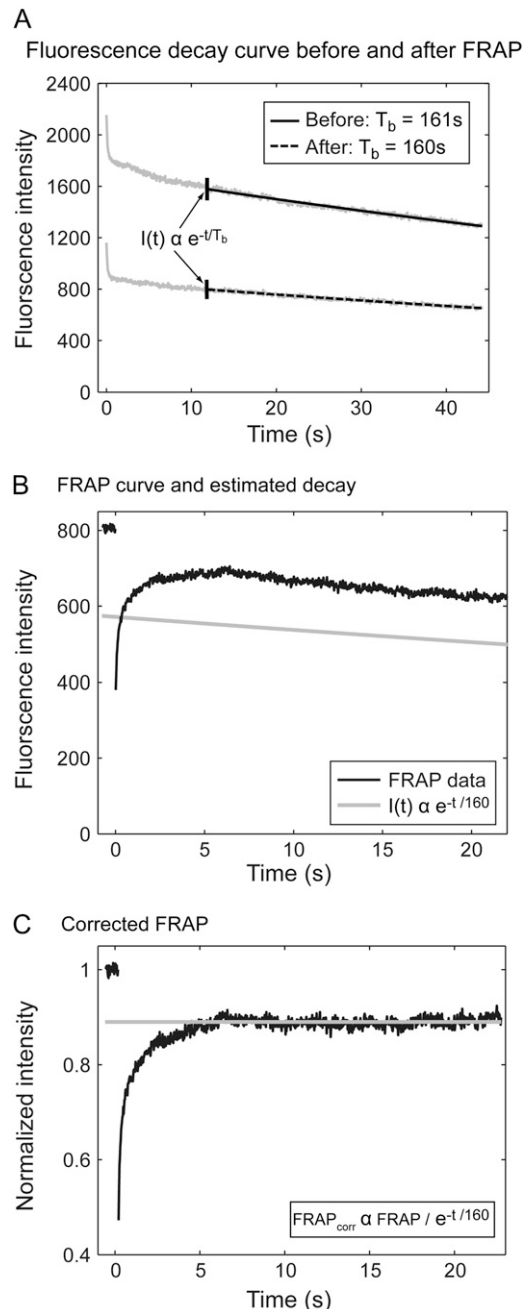 A
Fluorescence decay curve before and after FRAP
2400
2000
1600
1200
800
400
0
Fluorescence intensity
Before: T_b = 161s
After: T_b = 160s
I(t) α e^-t/T_b
0 10 20 30 40
Time (s)
B FRAP curve and estimated decay
800
600
400
200
0
Fluorscence intensity
FRAP data
I(t) α e^-t /160
0 5 10 15 20
Time (s)
C Corrected FRAP
1
0.8
0.6
0.4
Normalized intensity
FRAP_corr α FRAP / e^-t /160
0 5 10 15 20
Time (s)